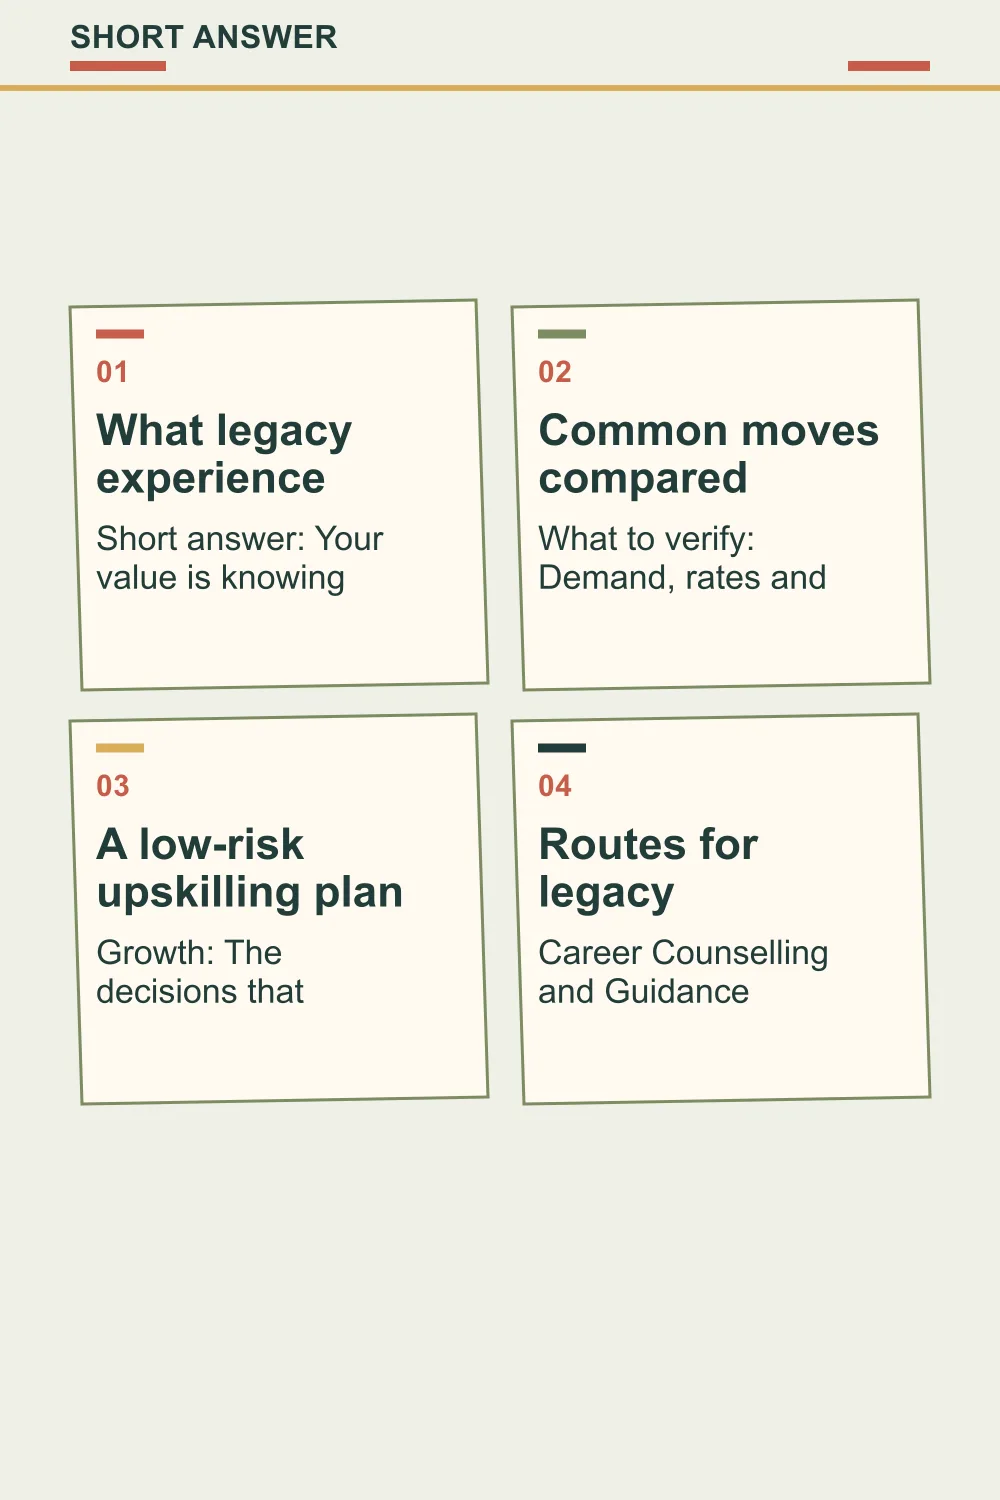 SHORT ANSWER
01
What legacy
experience
Short answer: Your
value is knowing
02
Common moves
compared
What to verify:
Demand, rates and
03
A low-risk
upskilling plan
Growth: The
decisions that
04
Routes for
legacy
Career Counselling
and Guidance